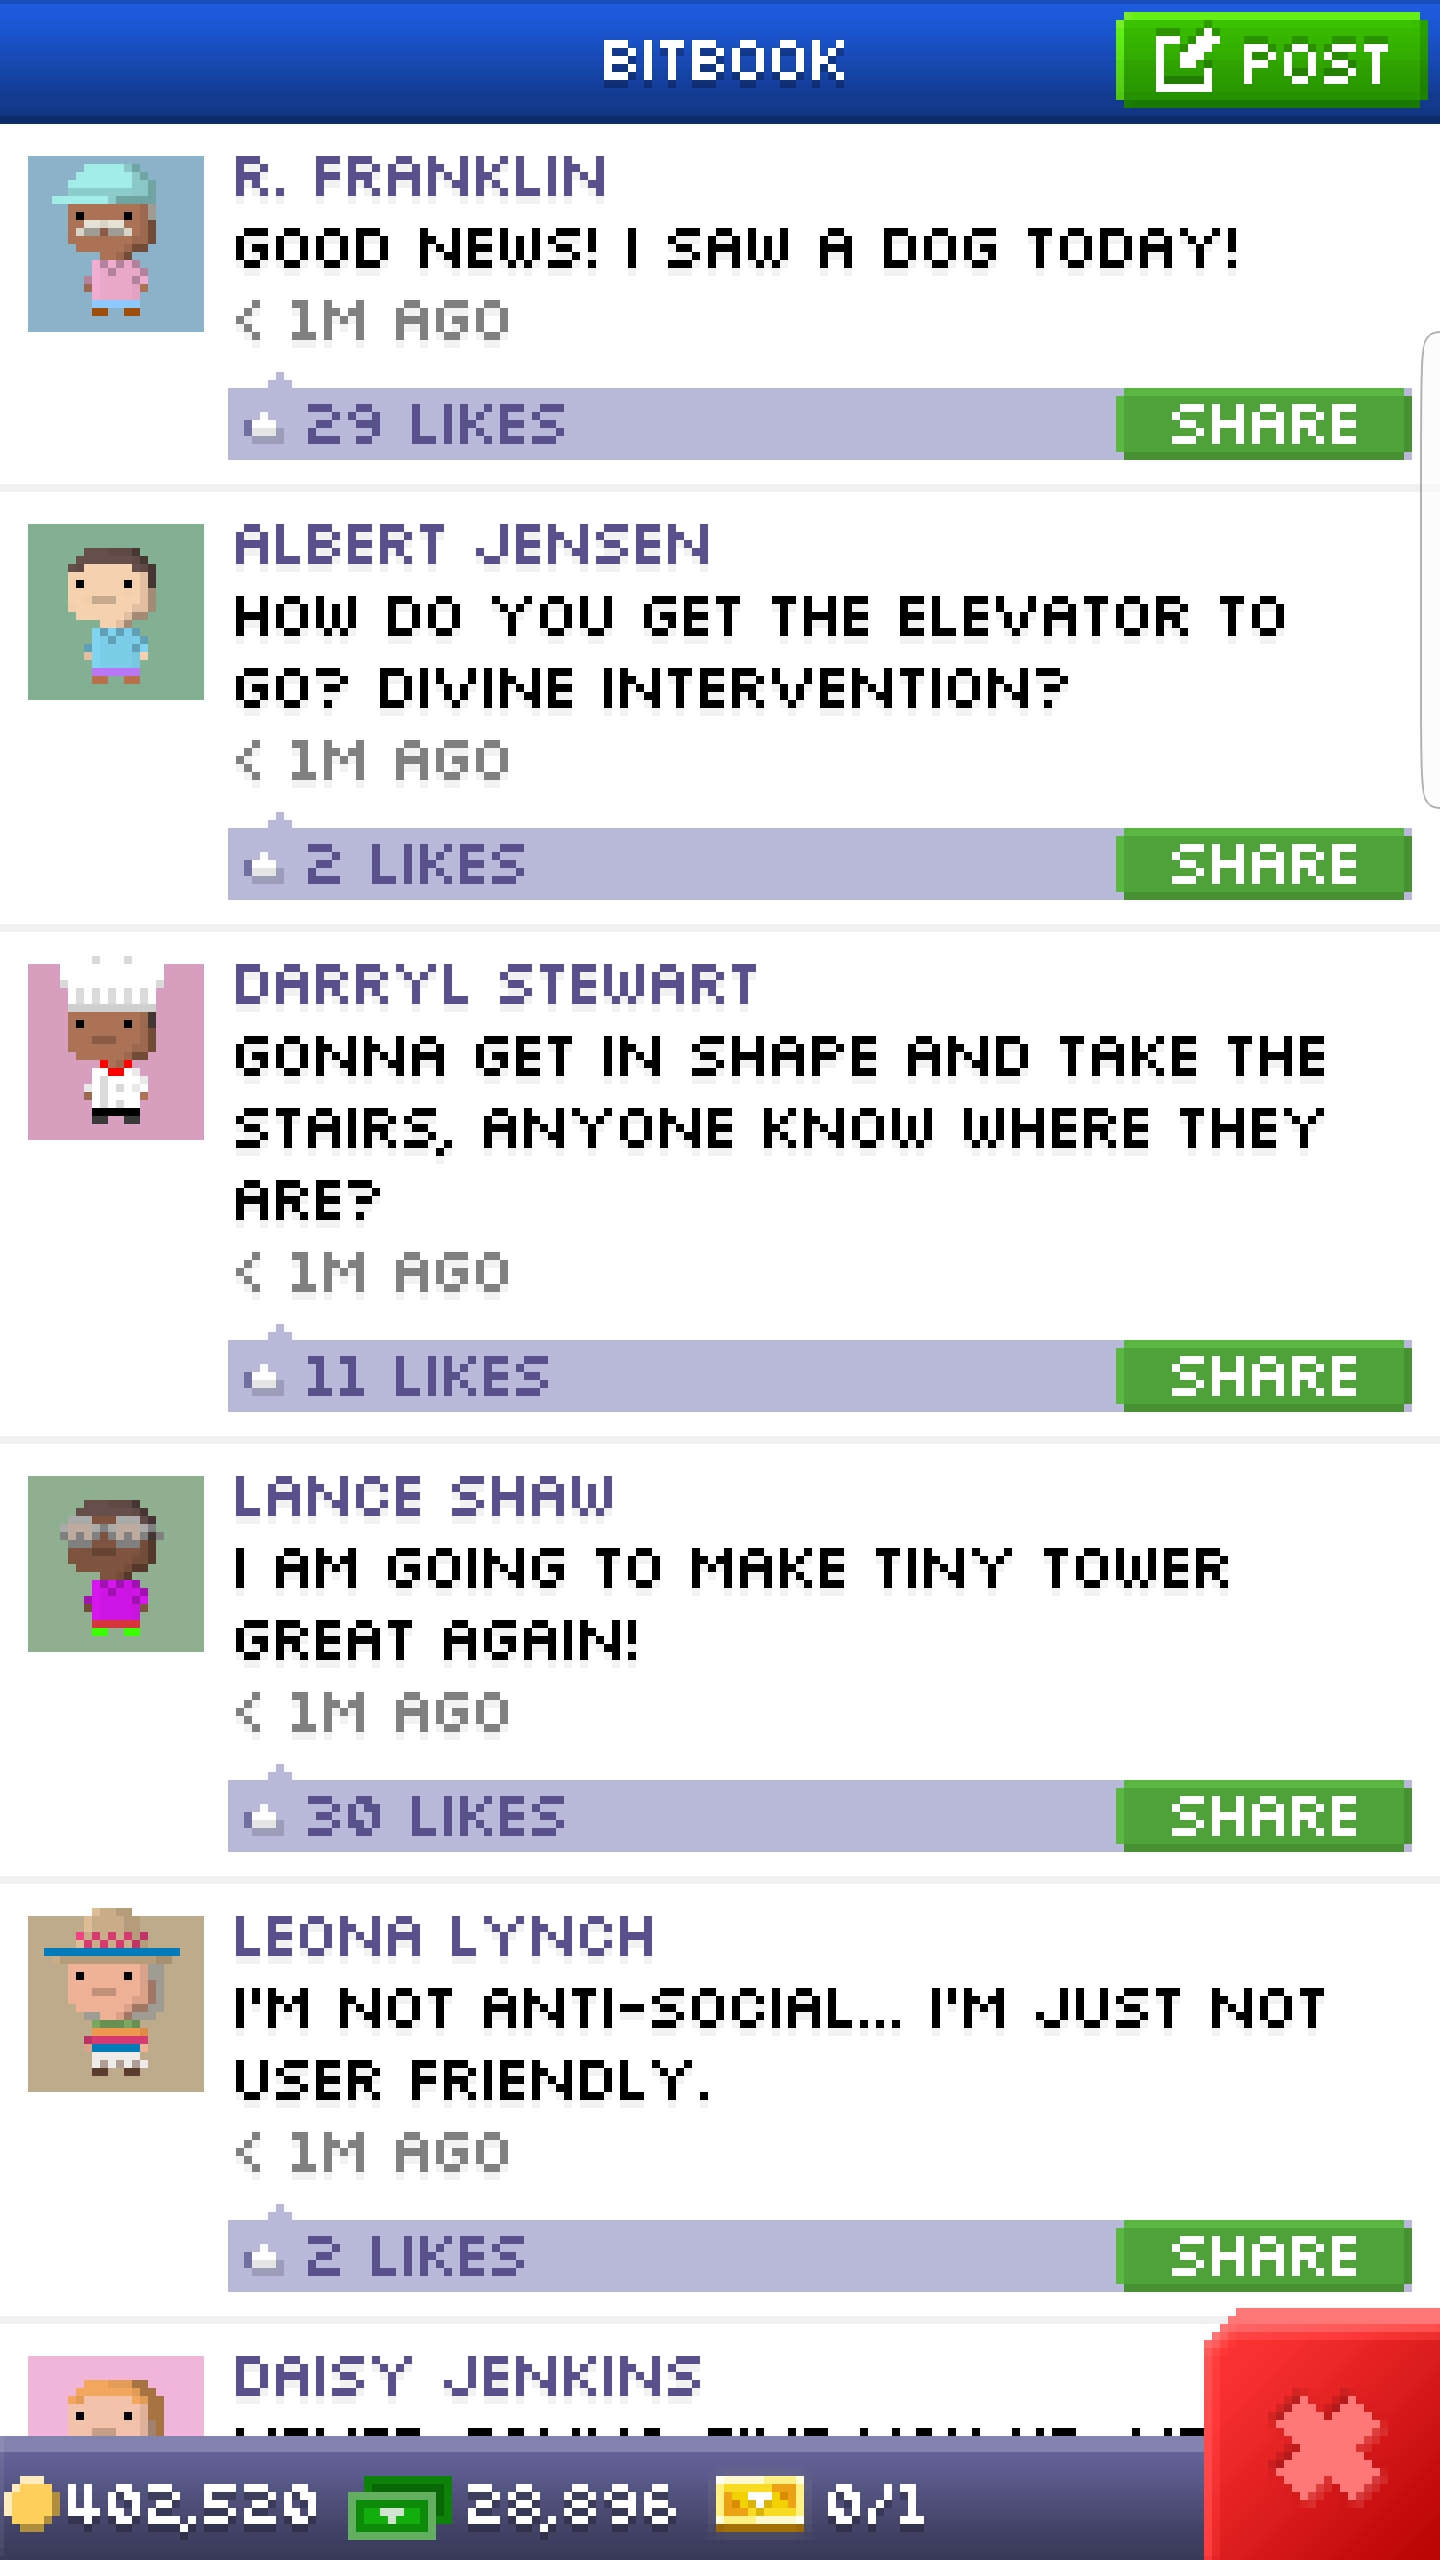 BITBOOK
POST
R. FRANKLIN
GOOD NEWS! I SAW A DOG TODAY!
< 1M AGO
29 LIKES
SHARE
ALBERT JENSEN
HOW DO YOU GET THE ELEVATOR TO
GO? DIVINE INTERVENTION?
< 1M AGO
2 LIKES
SHARE
DARRYL STEWART
GONNA GET IN SHAPE AND TAKE THE
STAIRS, ANYONE KNOW WHERE THEY
ARE?
< 1M AGO
11 LIKES
SHARE
LANCE SHAW
I AM GOING TO MAKE TINY TOWER
GREAT AGAIN!
< 1M AGO
30 LIKES
SHARE
LEONA LYNCH
I'M NOT ANTI-SOCIAL... I'M JUST NOT
USER FRIENDLY.
< 1M AGO
2 LIKES
SHARE
DAISY JENKINS
402,520
28,896
0/1